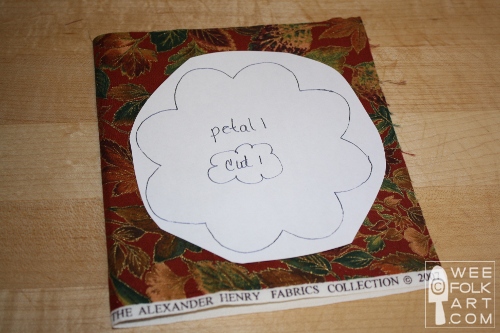 petal 1
cut 1
THE ALEXANDER HENRY FABRICS COLLECTION ©
WEE
FOLK
ART
.COM